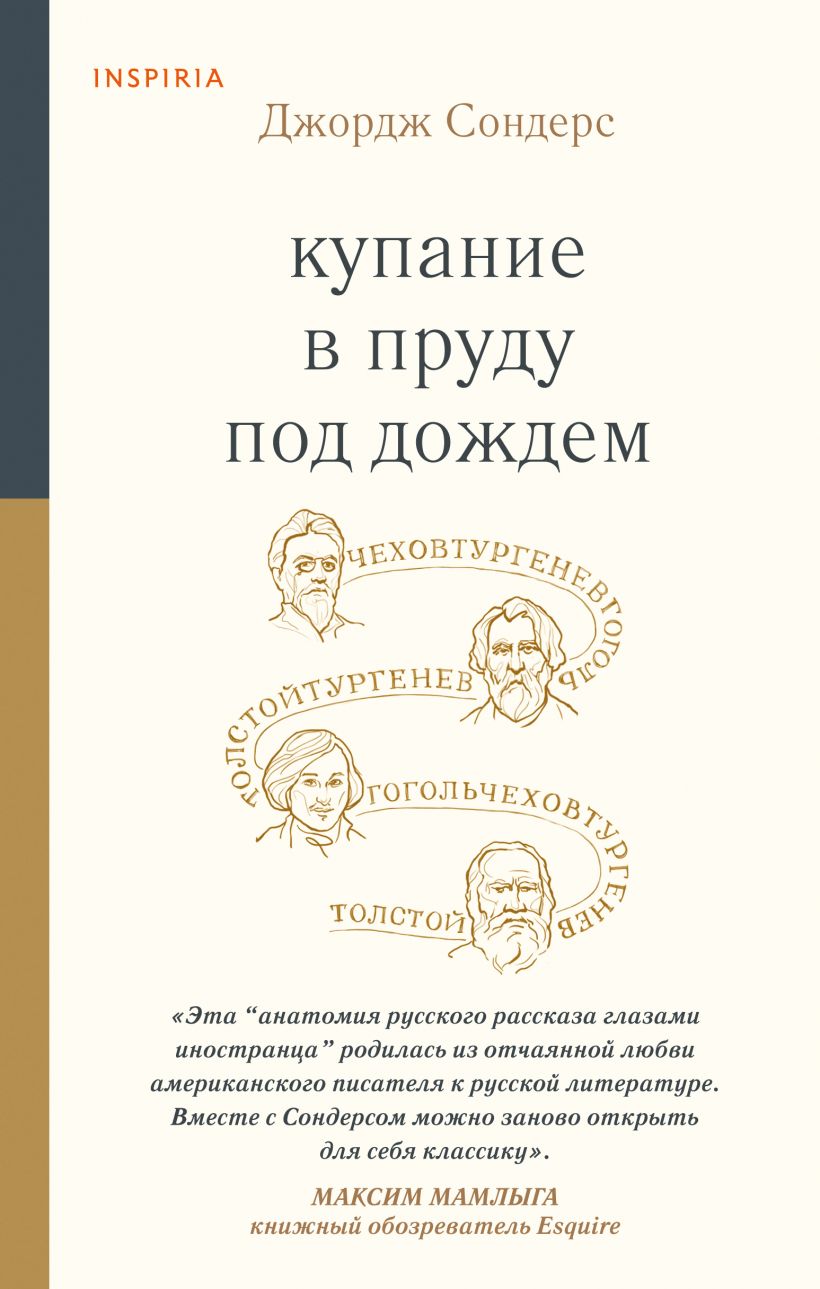 INSPIRIA
Джордж Сондерс
купание
в пруду
под дождем
ЧЕХОВТУРГЕНЕВГОГОЛЬ
ТОЛСТОЙТУРГЕНЕВ
ГОГОЛЬЧЕХОВТУРГЕНЕВ
ТОЛСТОЙ
«Эта “анатомия русского рассказа глазами
иностранца” родилась из отчаянной любви
американского писателя к русской литературе.
Вместе с Сондерсом можно заново открыть
для себя классику».
МАКСИМ МАМЛЫГА
книжный обозреватель Esquire